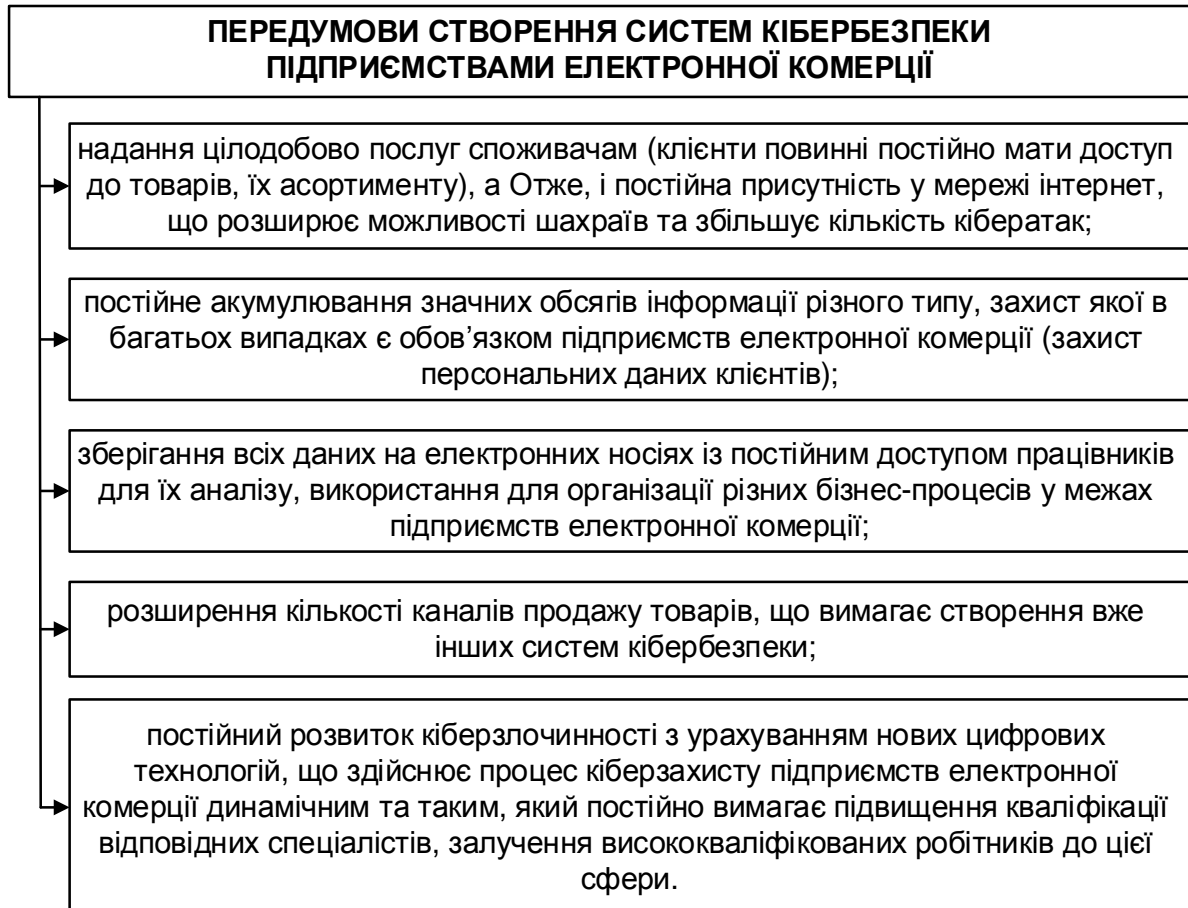 ПЕРЕДУМОВИ СТВОРЕННЯ СИСТЕМ КІБЕРБЕЗПЕКИ
ПІДПРИЄМСТВАМИ ЕЛЕКТРОННОЇ КОМЕРЦІЇ
надання цілодобово послуг споживачам (клієнти повинні постійно мати доступ
до товарів, їх асортименту), а Отже, і постійна присутність у мережі інтернет,
що розширює можливості шахраїв та збільшує кількість кібератак;
постійне акумулювання значних обсягів інформації різного типу, захист якої в
багатьох випадках є обов’язком підприємств електронної комерції (захист
персональних даних клієнтів);
зберігання всіх даних на електронних носіях із постійним доступом працівників
для їх аналізу, використання для організації різних бізнес-процесів у межах
підприємств електронної комерції;
розширення кількості каналів продажу товарів, що вимагає створення вже
інших систем кібербезпеки;
постійний розвиток кіберзлочинності з урахуванням нових цифрових
технологій, що здійснює процес кіберзахисту підприємств електронної
комерції динамічним та таким, який постійно вимагає підвищення кваліфікації
відповідних спеціалістів, залучення висококваліфікованих робітників до цієї
сфери.